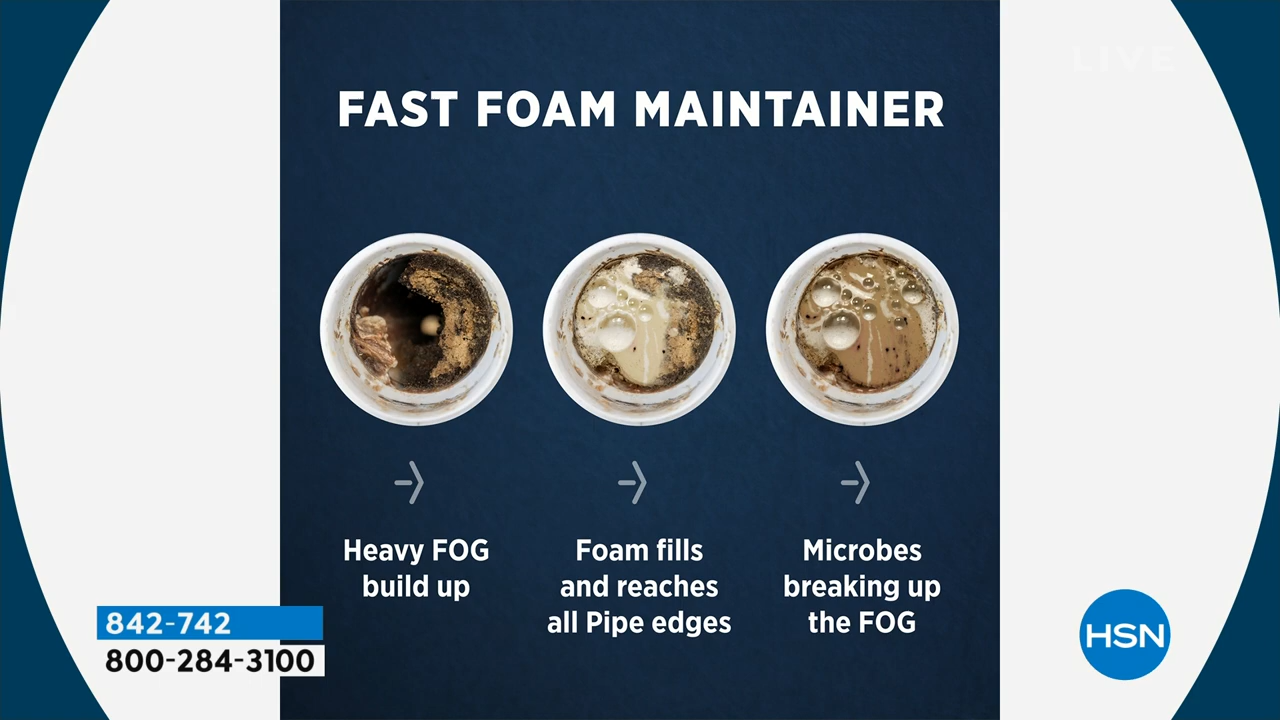 LIVE
FAST FOAM MAINTAINER
Heavy FOG
build up
Foam fills
and reaches
all Pipe edges
Microbes
breaking up
the FOG
842-742
800-284-3100
HSN